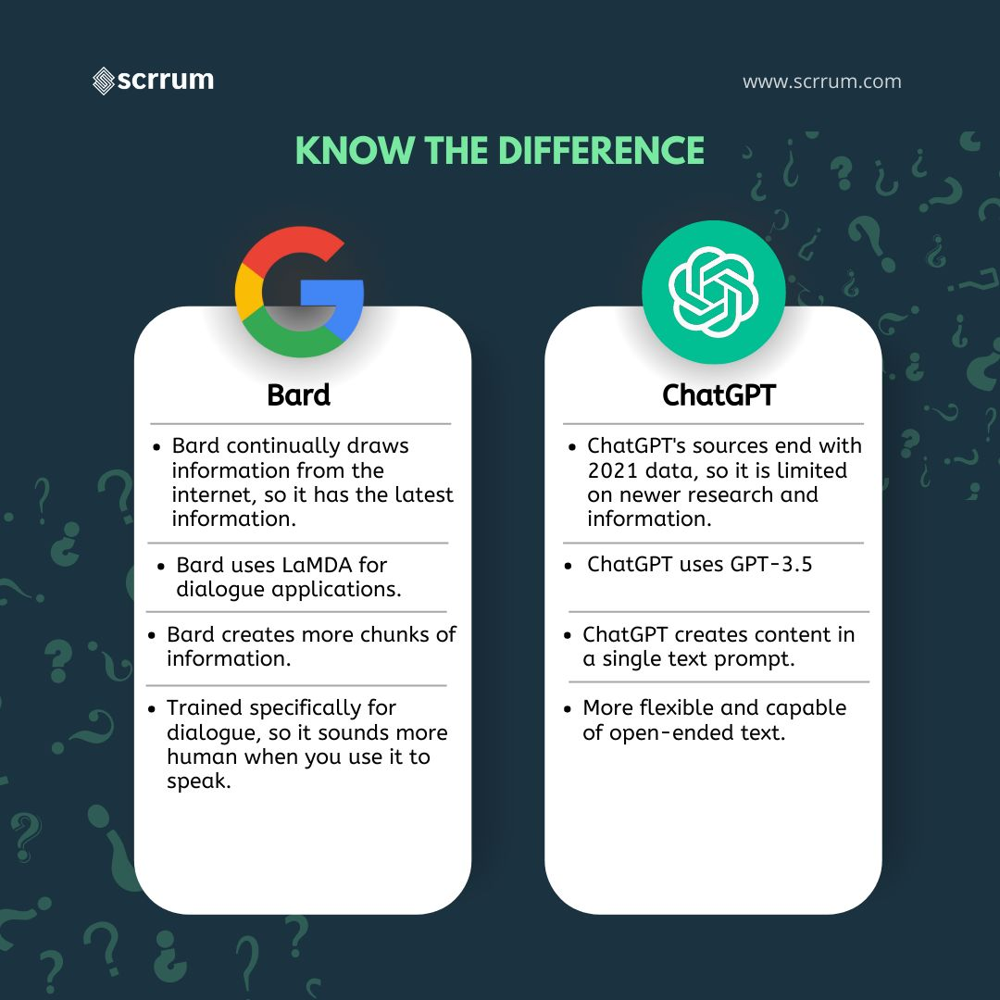 scrrum
www.scrrum.com
KNOW THE DIFFERENCE
Bard
• Bard continually draws
information from the
internet, so it has the latest
information.
• Bard uses LaMDA for
dialogue applications.
• Bard creates more chunks of
information.
• Trained specifically for
dialogue, so it sounds more
human when you use it to
speak.
ChatGPT
• ChatGPT's sources end with
2021 data, so it is limited
on newer research and
information.
• ChatGPT uses GPT-3.5
• ChatGPT creates content in
a single text prompt.
• More flexible and capable
of open-ended text.